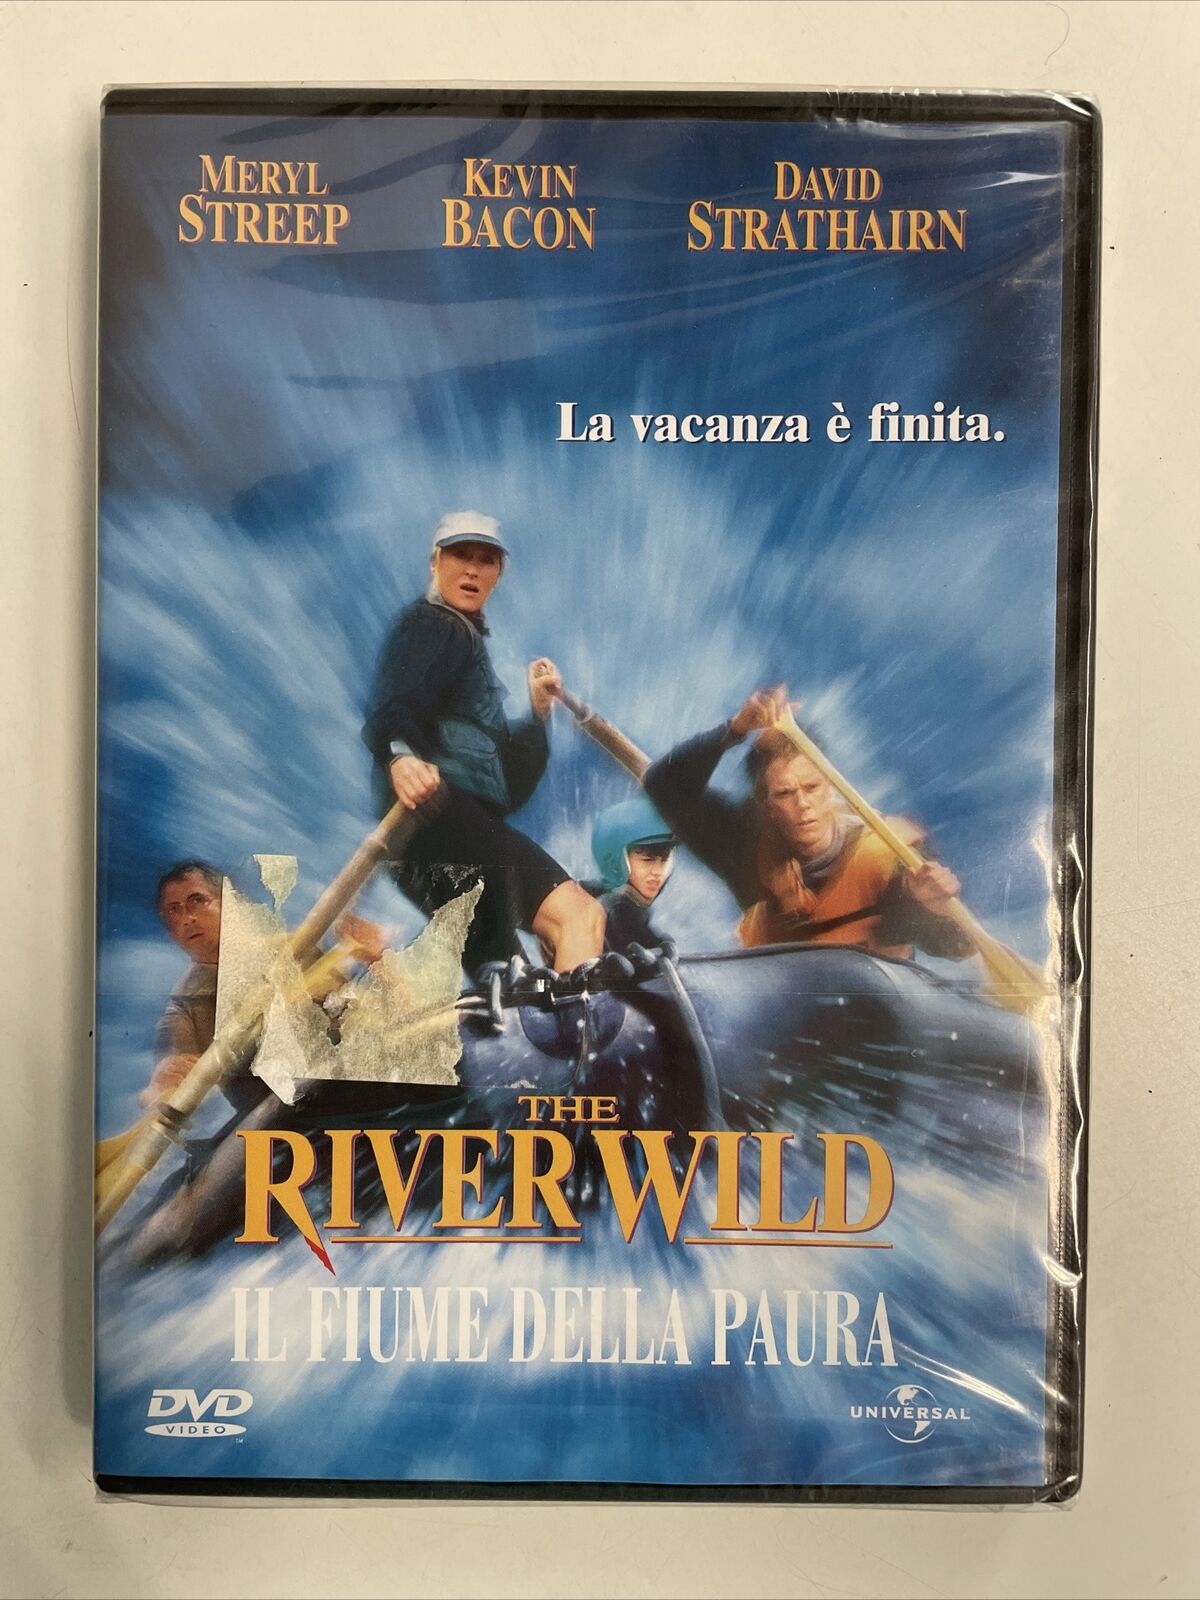 MERYL STREEP
KEVIN BACON
DAVID STRATHAIRN
La vacanza è finita.
THE
RIVER WILD
IL FIUME DELLA PAURA
DVD
VIDEO
TM
UNIVERSAL